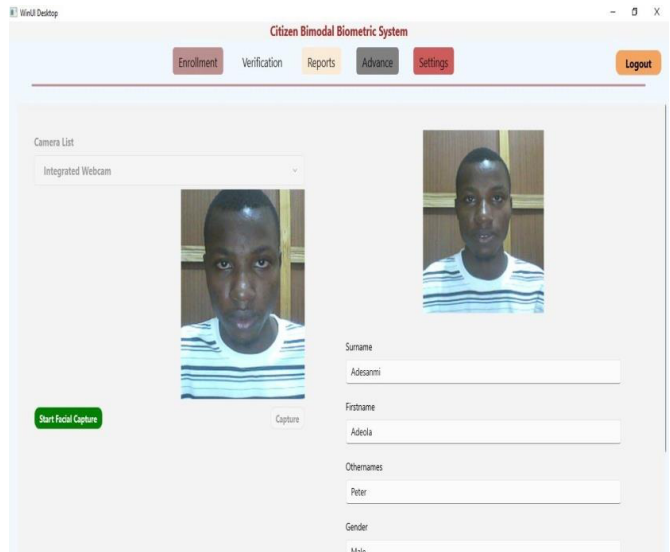 WinUI Desktop
Citizen Bimodal Biometric System
Enrollment Verification Reports Advance Settings Logout
Camera List
Integrated Webcam
Start Facial Capture Capture
Surname
Adesanmi
Firstname
Adeola
Othernames
Peter
Gender
Male